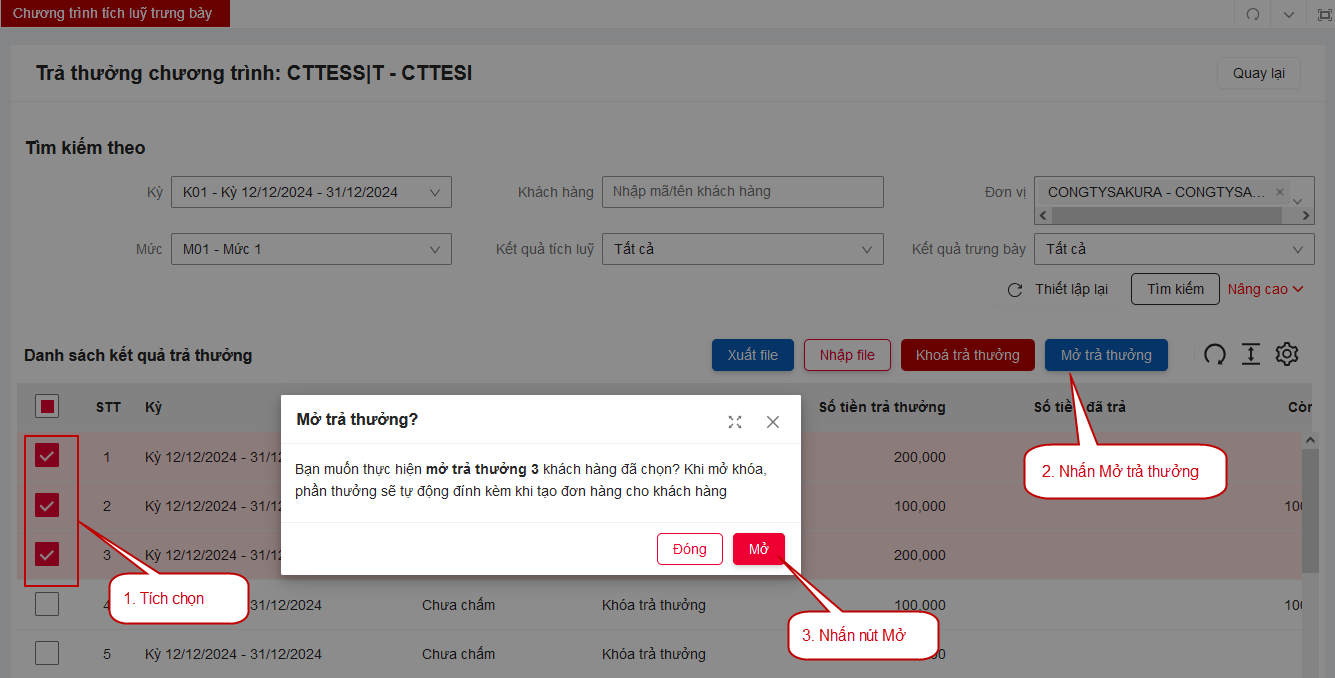 Chương trình tích luỹ trưng bày
Trả thưởng chương trình: CTTESS|T - CTTESI
Quay lại
Tìm kiếm theo
Kỳ
K01 - Kỳ 12/12/2024 - 31/12/2024
Khách hàng
Nhập mã/tên khách hàng
Đơn vị
CONGTYSAKURA - CONGTYSA...
Mức
M01 - Mức 1
Kết quả tích luỹ
Tất cả
Kết quả trưng bày
Tất cả
Thiết lập lại
Tìm kiếm
Nâng cao
Danh sách kết quả trả thưởng
Xuất file
Nhập file
Khoá trả thưởng
Mở trả thưởng
STT
Kỳ
Số tiền trả thưởng
Số tiền đã trả
Còn
Mở trả thưởng?
Bạn muốn thực hiện mở trả thưởng 3 khách hàng đã chọn? Khi mở khóa,
phần thưởng sẽ tự động đính kèm khi tạo đơn hàng cho khách hàng
Đóng
Mở
1
Kỳ 12/12/2024 - 31/12
200,000
2
Kỳ 12/12/2024 - 31/12
100,000
100
3
Kỳ 12/12/2024 - 31/12
200,000
4
31/12/2024
Chưa chấm
Khóa trả thưởng
100,000
100
5
Kỳ 12/12/2024 - 31/12/2024
Chưa chấm
Khóa trả thưởng
1. Tích chọn
2. Nhấn Mở trả thưởng
3. Nhấn nút Mở